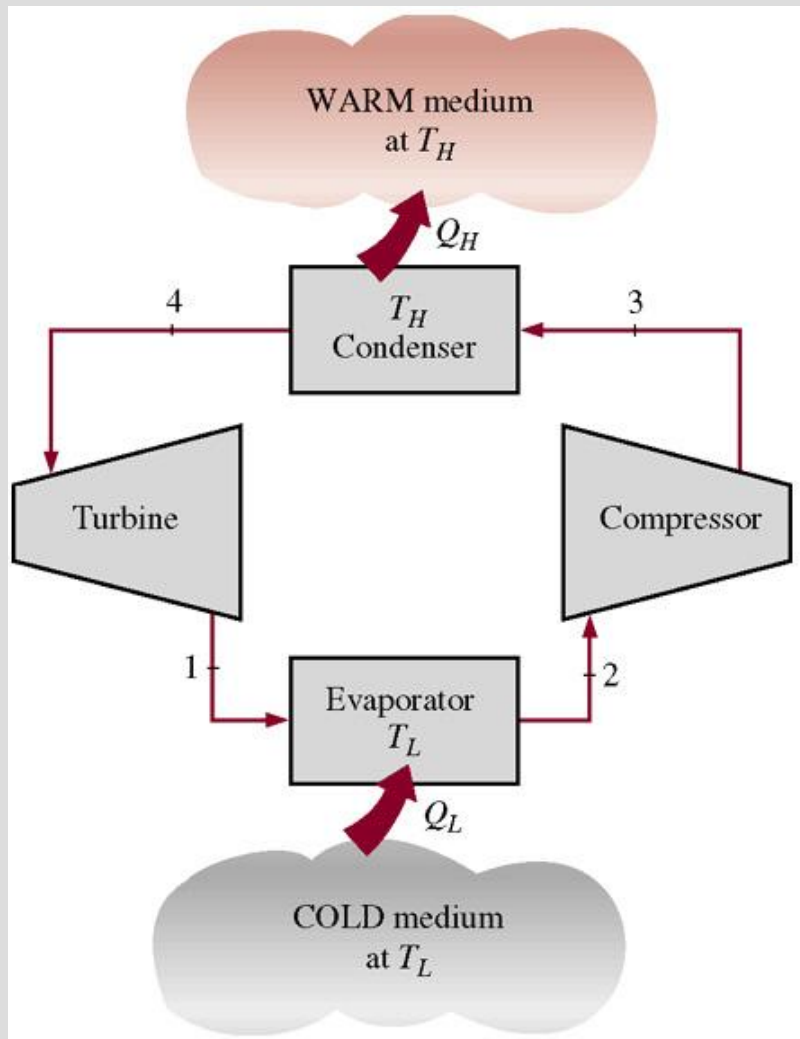 WARM medium
at T_H
Q_H
4
3
T_H
Condenser
Turbine
Compressor
1
2
Evaporator
T_L
Q_L
COLD medium
at T_L